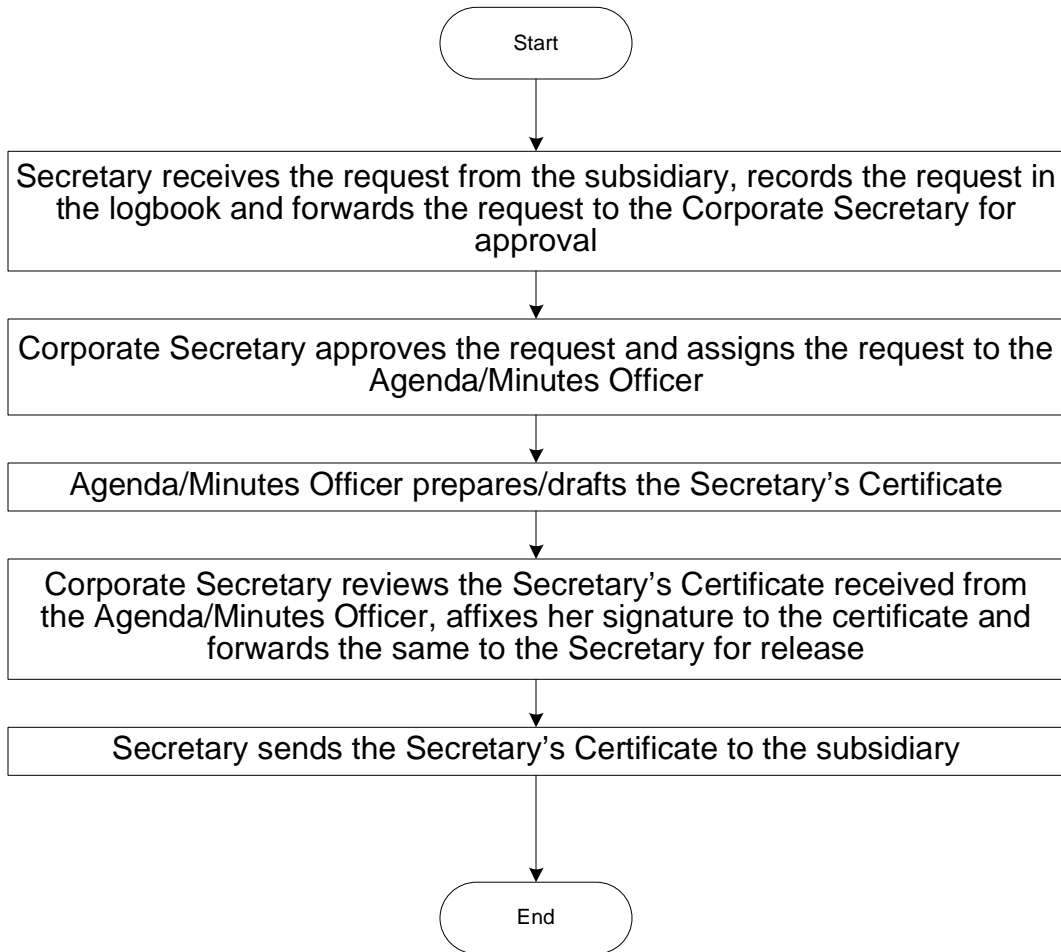 Start
Secretary receives the request from the subsidiary, records the request in
the logbook and forwards the request to the Corporate Secretary for
approval
Corporate Secretary approves the request and assigns the request to the
Agenda/Minutes Officer
Agenda/Minutes Officer prepares/drafts the Secretary’s Certificate
Corporate Secretary reviews the Secretary’s Certificate received from
the Agenda/Minutes Officer, affixes her signature to the certificate and
forwards the same to the Secretary for release
Secretary sends the Secretary’s Certificate to the subsidiary
End